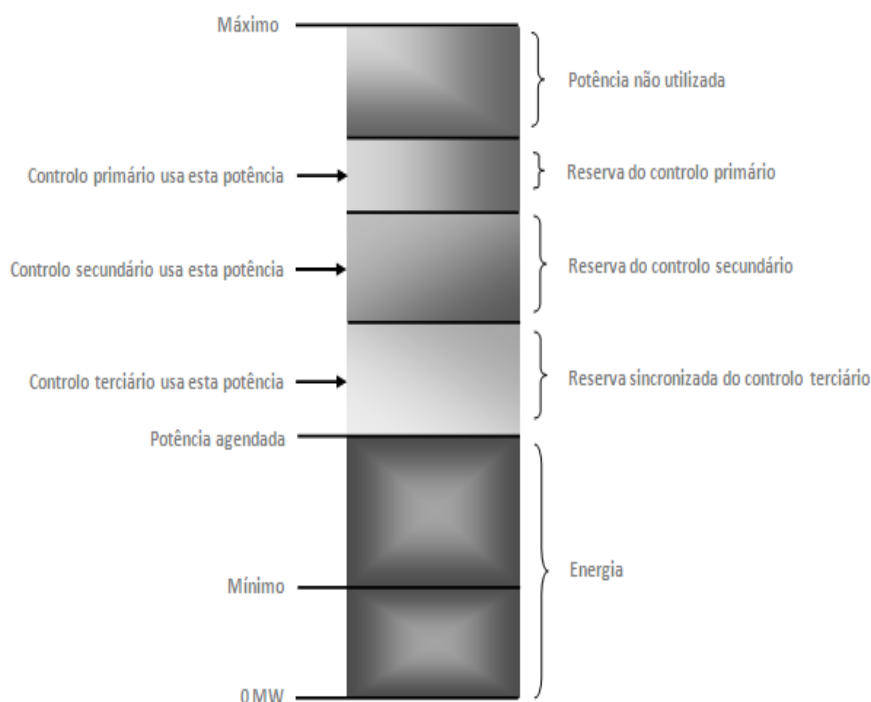 Máximo
Potência não utilizada
Controlo primário usa esta potência
Reserva do controlo primário
Controlo secundário usa esta potência
Reserva do controlo secundário
Controlo terciário usa esta potência
Reserva sincronizada do controlo terciário
Potência agendada
Energia
Mínimo
0 MW